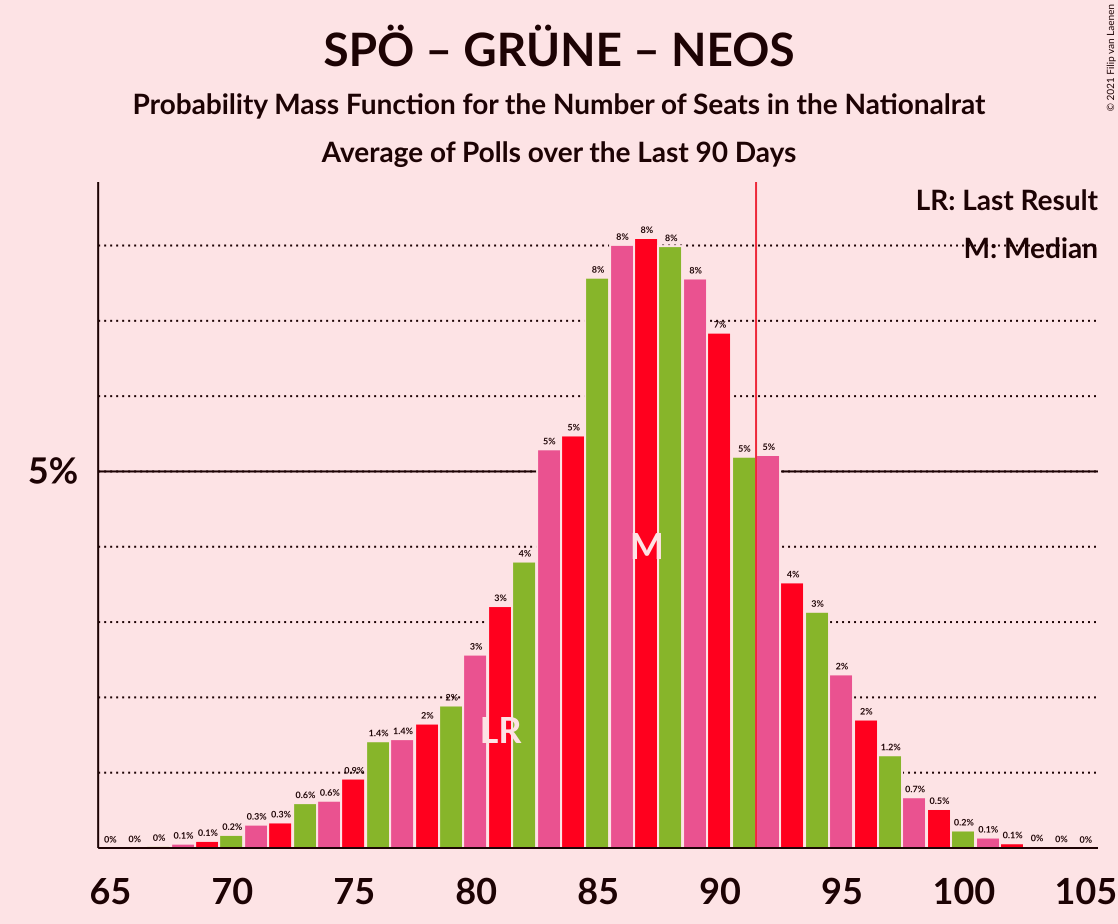 SPÖ – GRÜNE – NEOS
Probability Mass Function for the Number of Seats in the Nationalrat
Average of Polls over the Last 90 Days
© 2021 Filip van Laenen
LR: Last Result
M: Median
5%
0% 0% 0% 0.1% 0.1% 0.2% 0.3% 0.3% 0.6% 0.6% 0.9% 1.4% 1.4% 2% 2% 3% 3% 4% 5% 5% 8% 8% 8% 8% 8% 7% 5% 5% 4% 3% 2% 2% 1.2% 0.7% 0.5% 0.2% 0.1% 0.1% 0% 0% 0%
M
LR
65 70 75 80 85 90 95 100 105